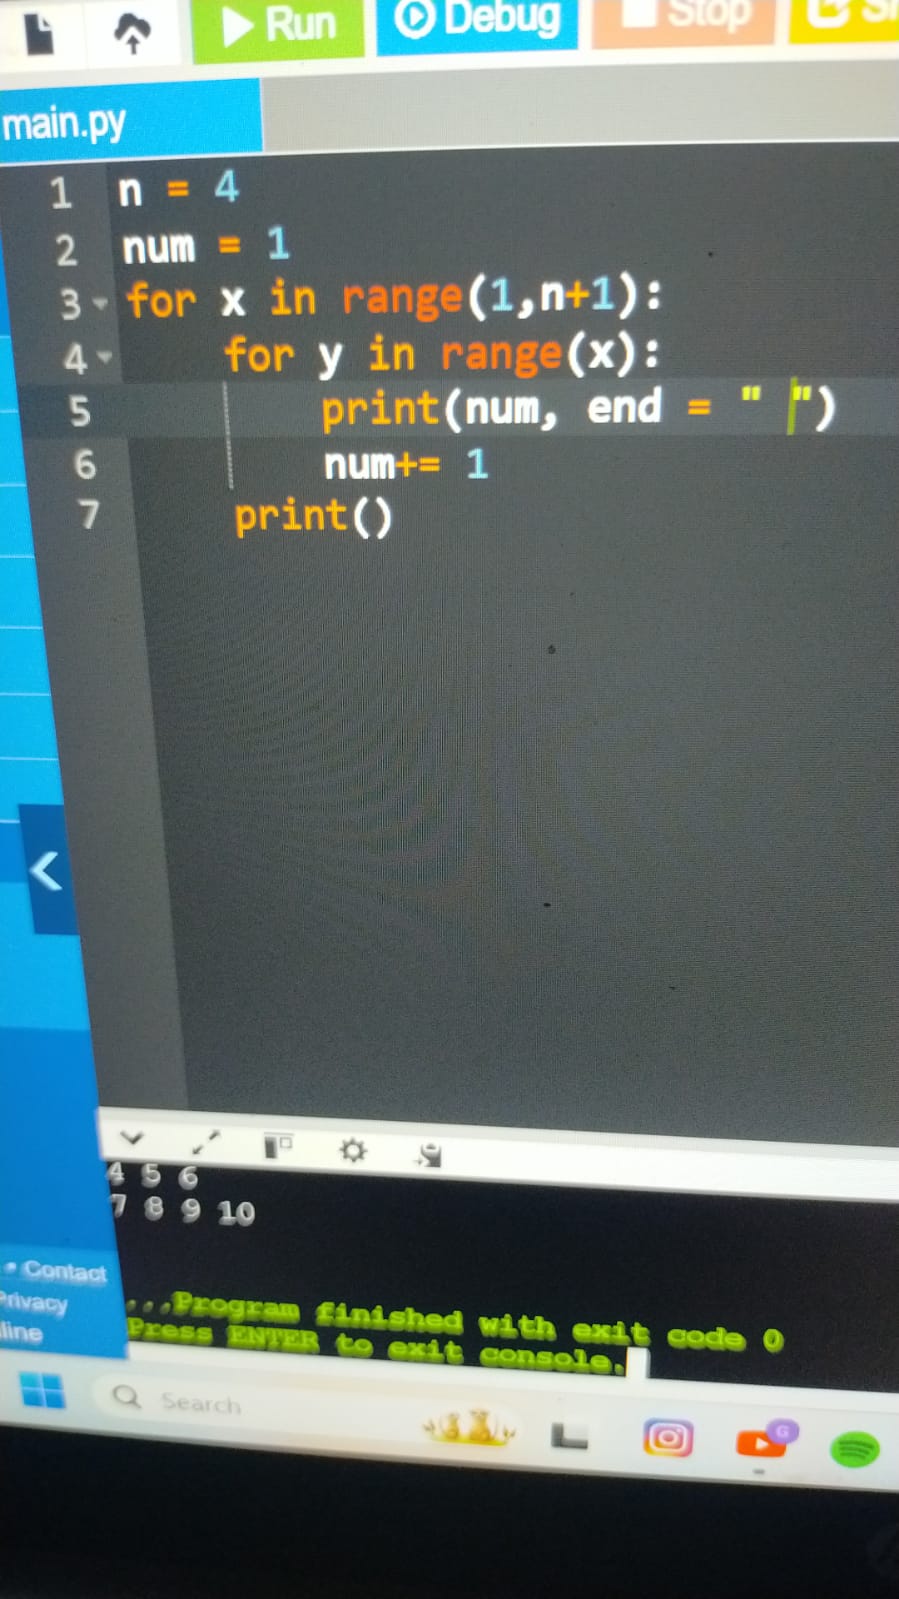 Run
Debug
Stop
main.py
1 n = 4
2 num = 1
3 for x in range(1,n+1):
4     for y in range(x):
5         print(num, end = " ")
6         num+= 1
7     print()
4 5 6
7 8 9 10
...Program finished with exit code 0
Press ENTER to exit console.
• Contact
Privacy
Search
G